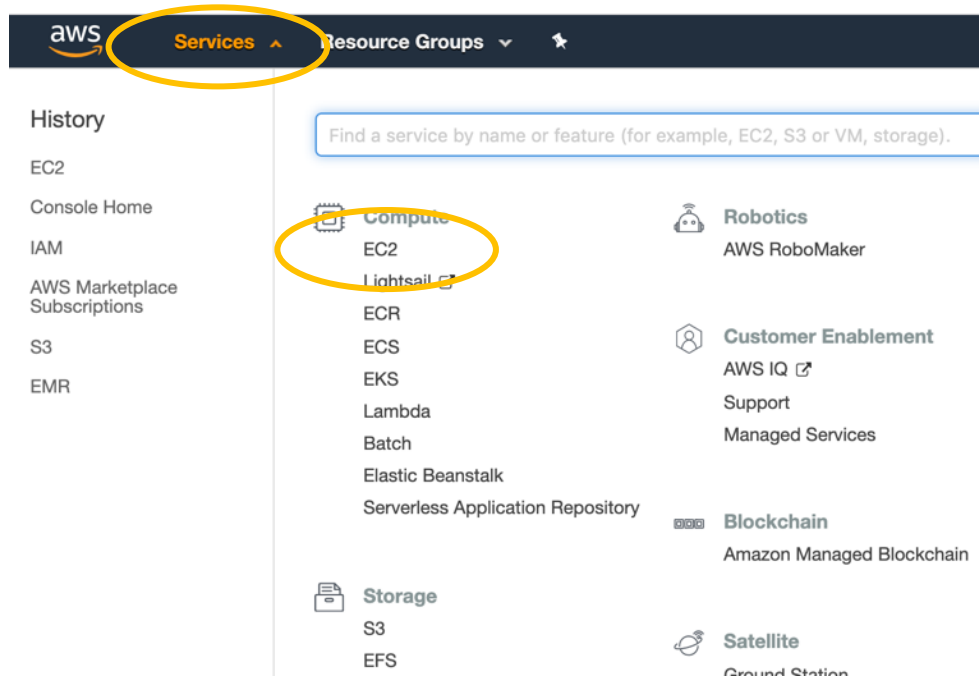 aws
Services
Resource Groups
History
EC2
Console Home
IAM
AWS Marketplace
Subscriptions
S3
EMR
Find a service by name or feature (for example, EC2, S3 or VM, storage).
Compute
EC2
Lightsail
ECR
ECS
EKS
Lambda
Batch
Elastic Beanstalk
Serverless Application Repository
Storage
S3
EFS
Robotics
AWS RoboMaker
Customer Enablement
AWS IQ
Support
Managed Services
Blockchain
Amazon Managed Blockchain
Satellite
Ground Station